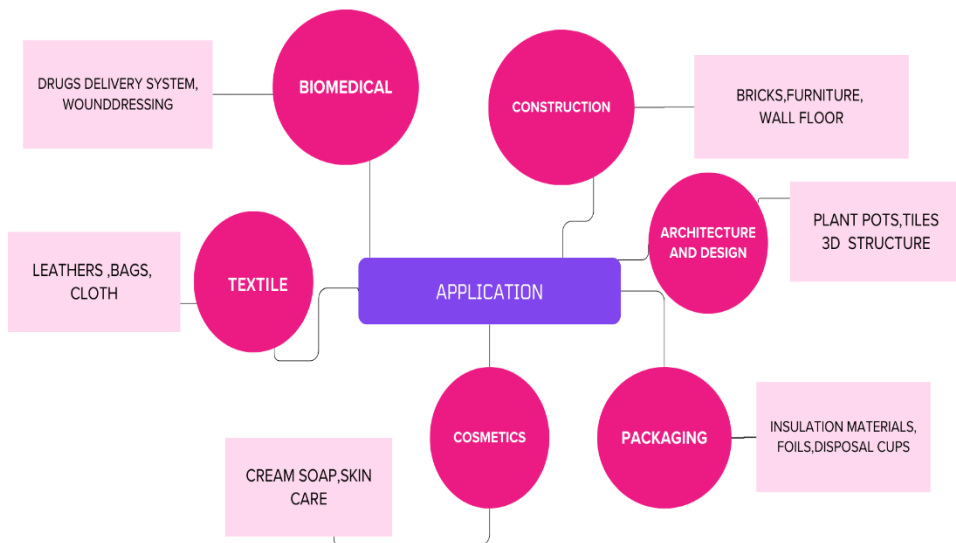 BIOMEDICAL
DRUGS DELIVERY SYSTEM,
WOUNDDRESSING
CONSTRUCTION
BRICKS,FURNITURE,
WALL FLOOR
ARCHITECTURE
AND DESIGN
PLANT POTS,TILES
3D STRUCTURE
TEXTILE
LEATHERS ,BAGS,
CLOTH
APPLICATION
COSMETICS
CREAM SOAP,SKIN
CARE
PACKAGING
INSULATION MATERIALS,
FOILS,DISPOSAL CUPS